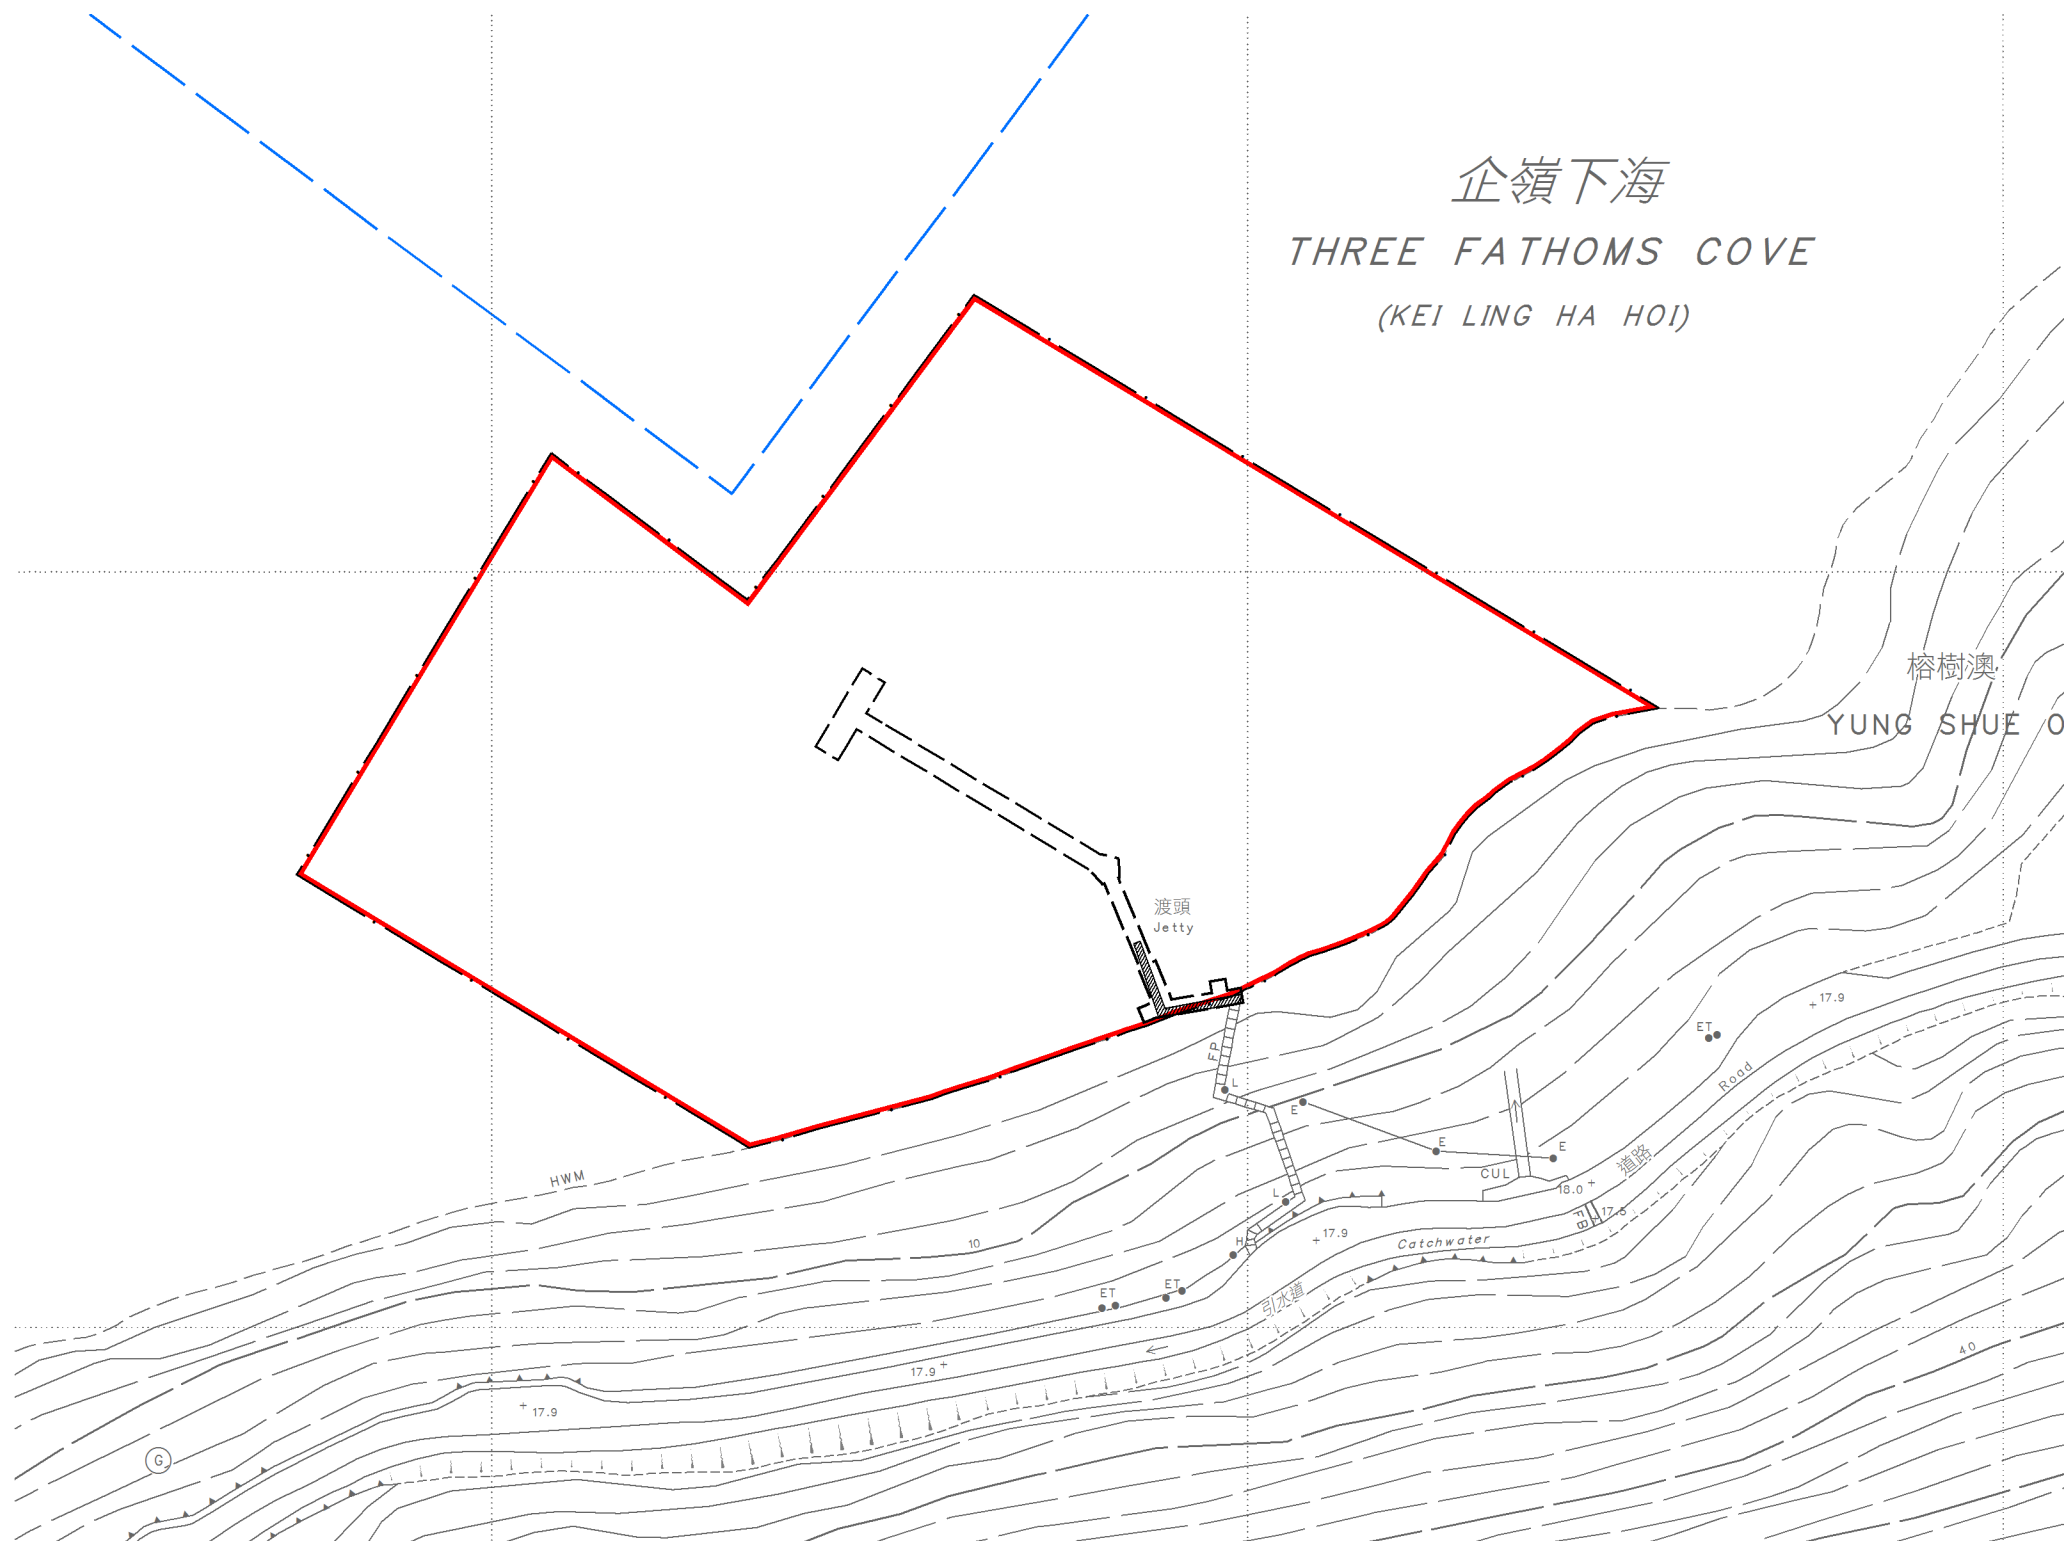 企嶺下海
THREE FATHOMS COVE
(KEI LING HA HOI)
榕樹澳
YUNG SHUE O
渡頭
Jetty
17.9
ET
FP
L
Road
E
E
E
道路
CUL
HWM
18.0
L
17.5
FB
17.9
H
Catchwater
10
ET
ET
引水道
40
17.9
17.9
G